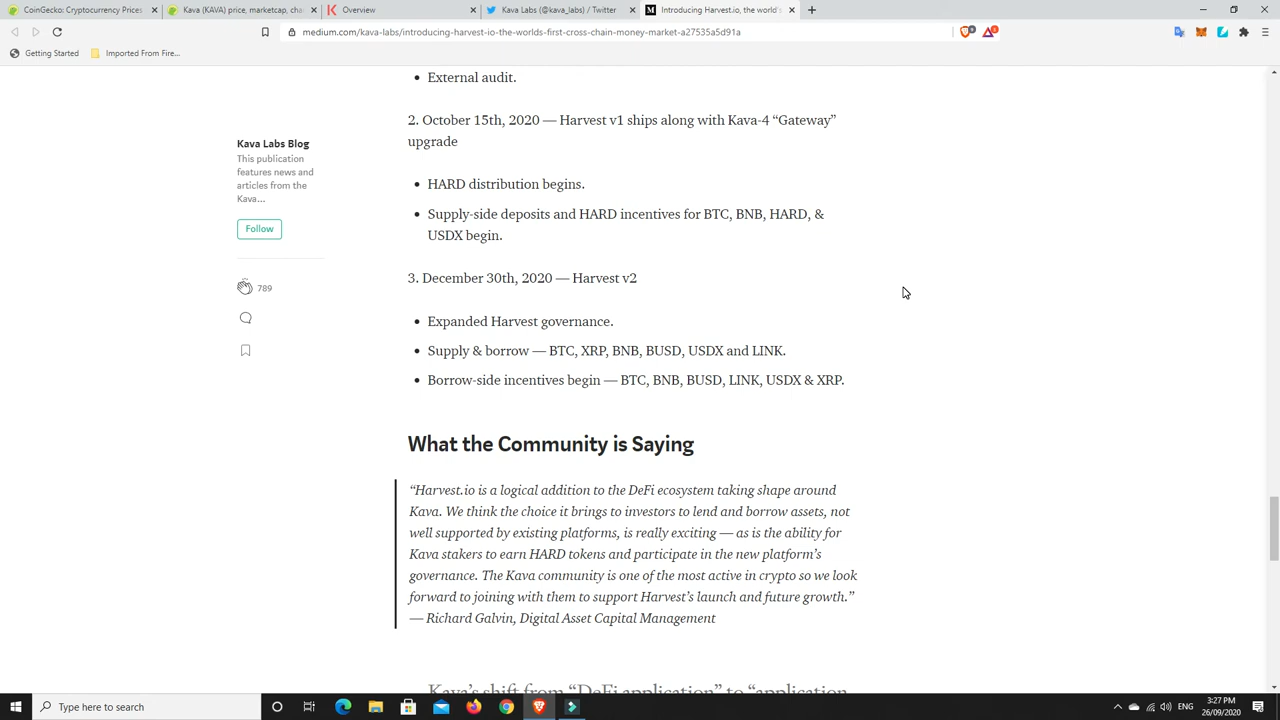 CoinGecko: Cryptocurrency Prices
Kava (KAVA) price, marketcap, cha
Overview
Kava Labs (@kava_labs) / Twitter
Introducing Harvest.io, the world's
medium.com/kava-labs/introducing-harvest-io-the-worlds-first-cross-chain-money-market-a27535a5d91a
Getting Started
Imported From Fire...
External audit.
2. October 15th, 2020 — Harvest v1 ships along with Kava-4 “Gateway”
upgrade
HARD distribution begins.
Supply-side deposits and HARD incentives for BTC, BNB, HARD, &
USDX begin.
3. December 30th, 2020 — Harvest v2
Expanded Harvest governance.
Supply & borrow — BTC, XRP, BNB, BUSD, USDX and LINK.
Borrow-side incentives begin — BTC, BNB, BUSD, LINK, USDX & XRP.
Kava Labs Blog
This publication
features news and
articles from the
Kava...
Follow
789
What the Community is Saying
“Harvest.io is a logical addition to the DeFi ecosystem taking shape around
Kava. We think the choice it brings to investors to lend and borrow assets, not
well supported by existing platforms, is really exciting — as is the ability for
Kava stakers to earn HARD tokens and participate in the new platform’s
governance. The Kava community is one of the most active in crypto so we look
forward to joining with them to support Harvest’s launch and future growth.”
— Richard Galvin, Digital Asset Capital Management
Kava’s shift from “DeFi application” to “application
Type here to search
ENG
3:27 PM
26/09/2020